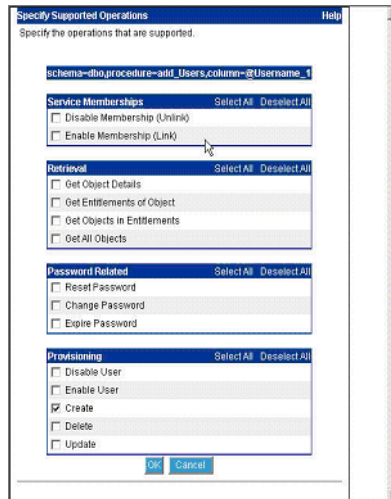 Specify Supported Operations Help
Specify the operations that are supported.
schema=dbo,procedure=add_Users,column=@Username_1
Service Memberships Select All Deselect All
Disable Membership (Unlink)
Enable Membership (Link)
Retrieval Select All Deselect All
Get Object Details
Get Entitlements of Object
Get Objects in Entitlements
Get All Objects
Password Related Select All Deselect All
Reset Password
Change Password
Expire Password
Provisioning Select All Deselect All
Disable User
Enable User
Create
Delete
Update
OK Cancel